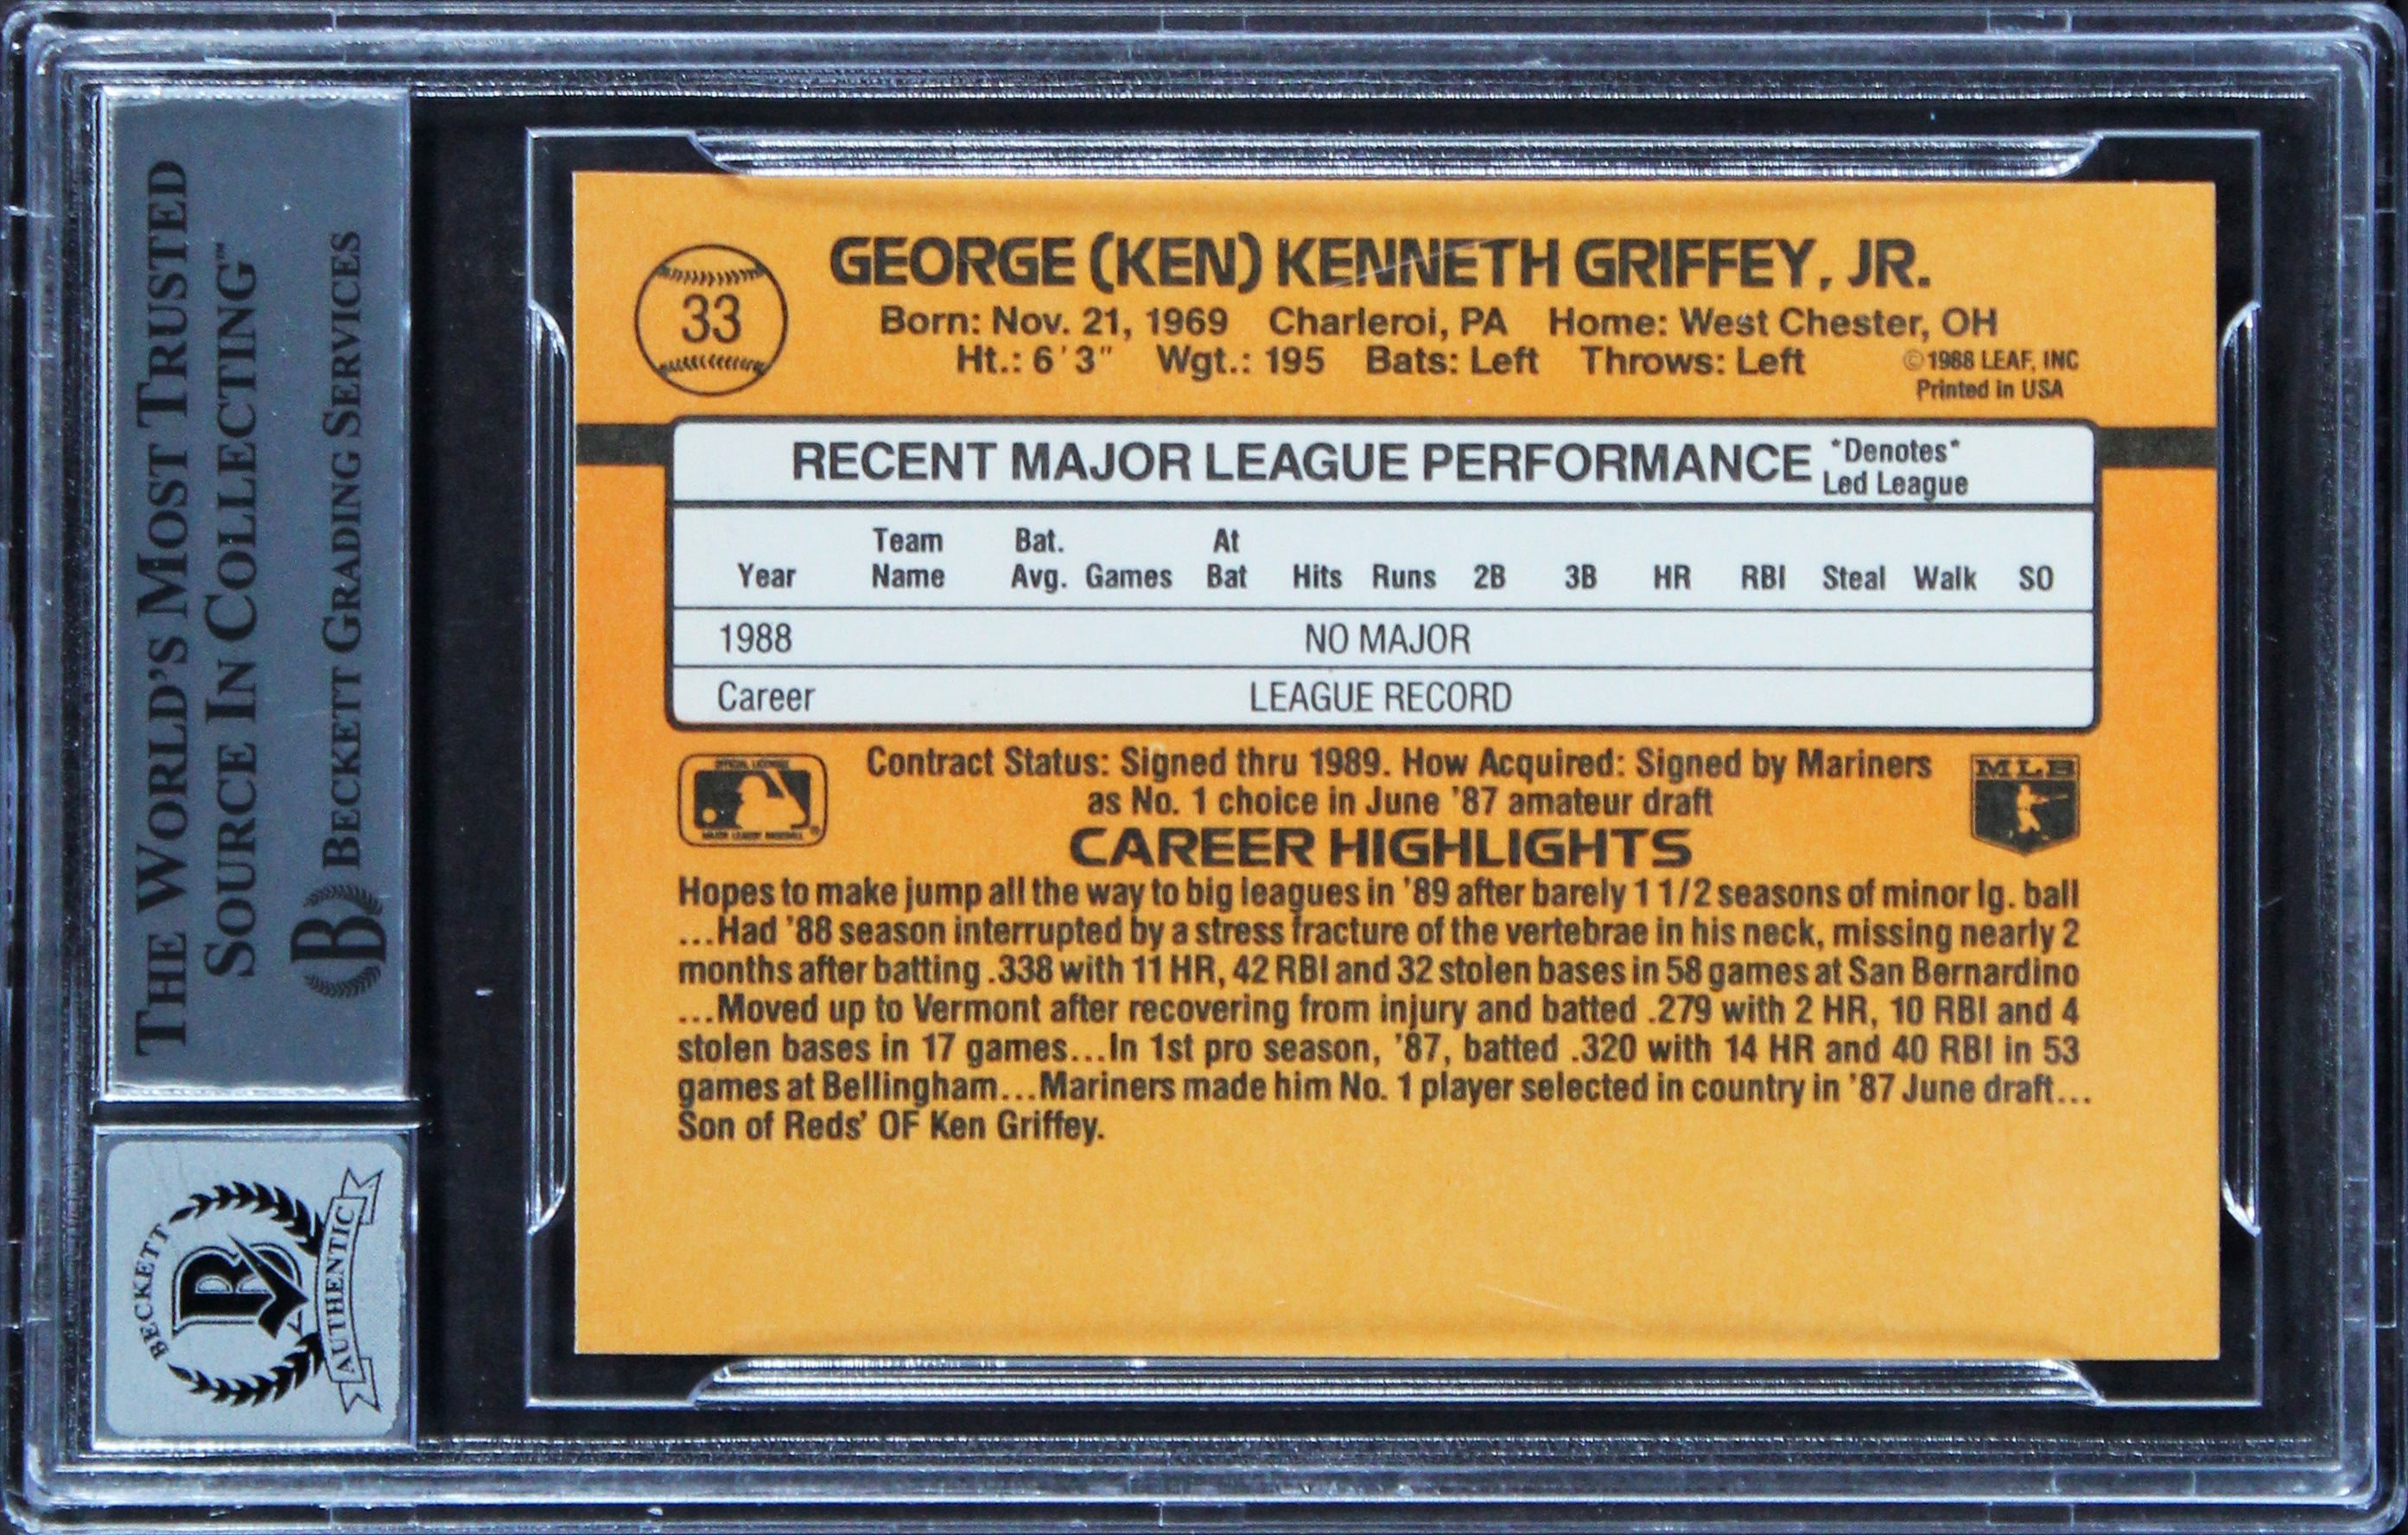 THE WORLD'S MOST TRUSTED
SOURCE IN COLLECTING™
B BECKETT GRADING SERVICES
BECKETT
B
AUTHENTIC
33
GEORGE (KEN) KENNETH GRIFFEY, JR.
Born: Nov. 21, 1969 Charleroi, PA Home: West Chester, OH
Ht.: 6'3" Wgt.: 195 Bats: Left Throws: Left
©1988 LEAF, INC
Printed in USA
RECENT MAJOR LEAGUE PERFORMANCE
*Denotes*
Led League
Year Team Name Bat. Avg. Games At Bat Hits Runs 2B 3B HR RBI Steal Walk SO
1988 NO MAJOR
Career LEAGUE RECORD
OFFICIAL LICENSEE
MAJOR LEAGUE BASEBALL
®
Contract Status: Signed thru 1989. How Acquired: Signed by Mariners
as No. 1 choice in June '87 amateur draft
MLB
CAREER HIGHLIGHTS
Hopes to make jump all the way to big leagues in '89 after barely 1 1/2 seasons of minor lg. ball
...Had '88 season interrupted by a stress fracture of the vertebrae in his neck, missing nearly 2
months after batting .338 with 11 HR, 42 RBI and 32 stolen bases in 58 games at San Bernardino
...Moved up to Vermont after recovering from injury and batted .279 with 2 HR, 10 RBI and 4
stolen bases in 17 games...In 1st pro season, '87, batted .320 with 14 HR and 40 RBI in 53
games at Bellingham...Mariners made him No. 1 player selected in country in '87 June draft...
Son of Reds' OF Ken Griffey.